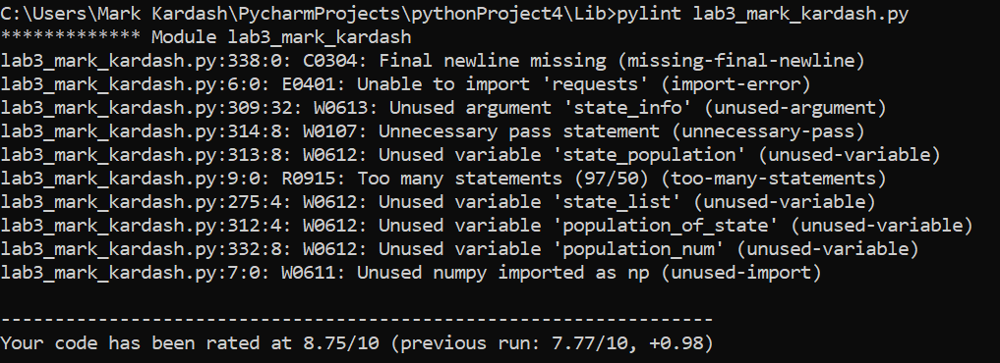 C:\Users\Mark Kardash\PycharmProjects\pythonProject4\Lib>pylint lab3_mark_kardash.py
************* Module lab3_mark_kardash
lab3_mark_kardash.py:338:0: C0304: Final newline missing (missing-final-newline)
lab3_mark_kardash.py:6:0: E0401: Unable to import 'requests' (import-error)
lab3_mark_kardash.py:309:32: W0613: Unused argument 'state_info' (unused-argument)
lab3_mark_kardash.py:314:8: W0107: Unnecessary pass statement (unnecessary-pass)
lab3_mark_kardash.py:313:8: W0612: Unused variable 'state_population' (unused-variable)
lab3_mark_kardash.py:9:0: R0915: Too many statements (97/50) (too-many-statements)
lab3_mark_kardash.py:275:4: W0612: Unused variable 'state_list' (unused-variable)
lab3_mark_kardash.py:312:4: W0612: Unused variable 'population_of_state' (unused-variable)
lab3_mark_kardash.py:332:8: W0612: Unused variable 'population_num' (unused-variable)
lab3_mark_kardash.py:7:0: W0611: Unused numpy imported as np (unused-import)
------------------------------------------------------------------
Your code has been rated at 8.75/10 (previous run: 7.77/10, +0.98)